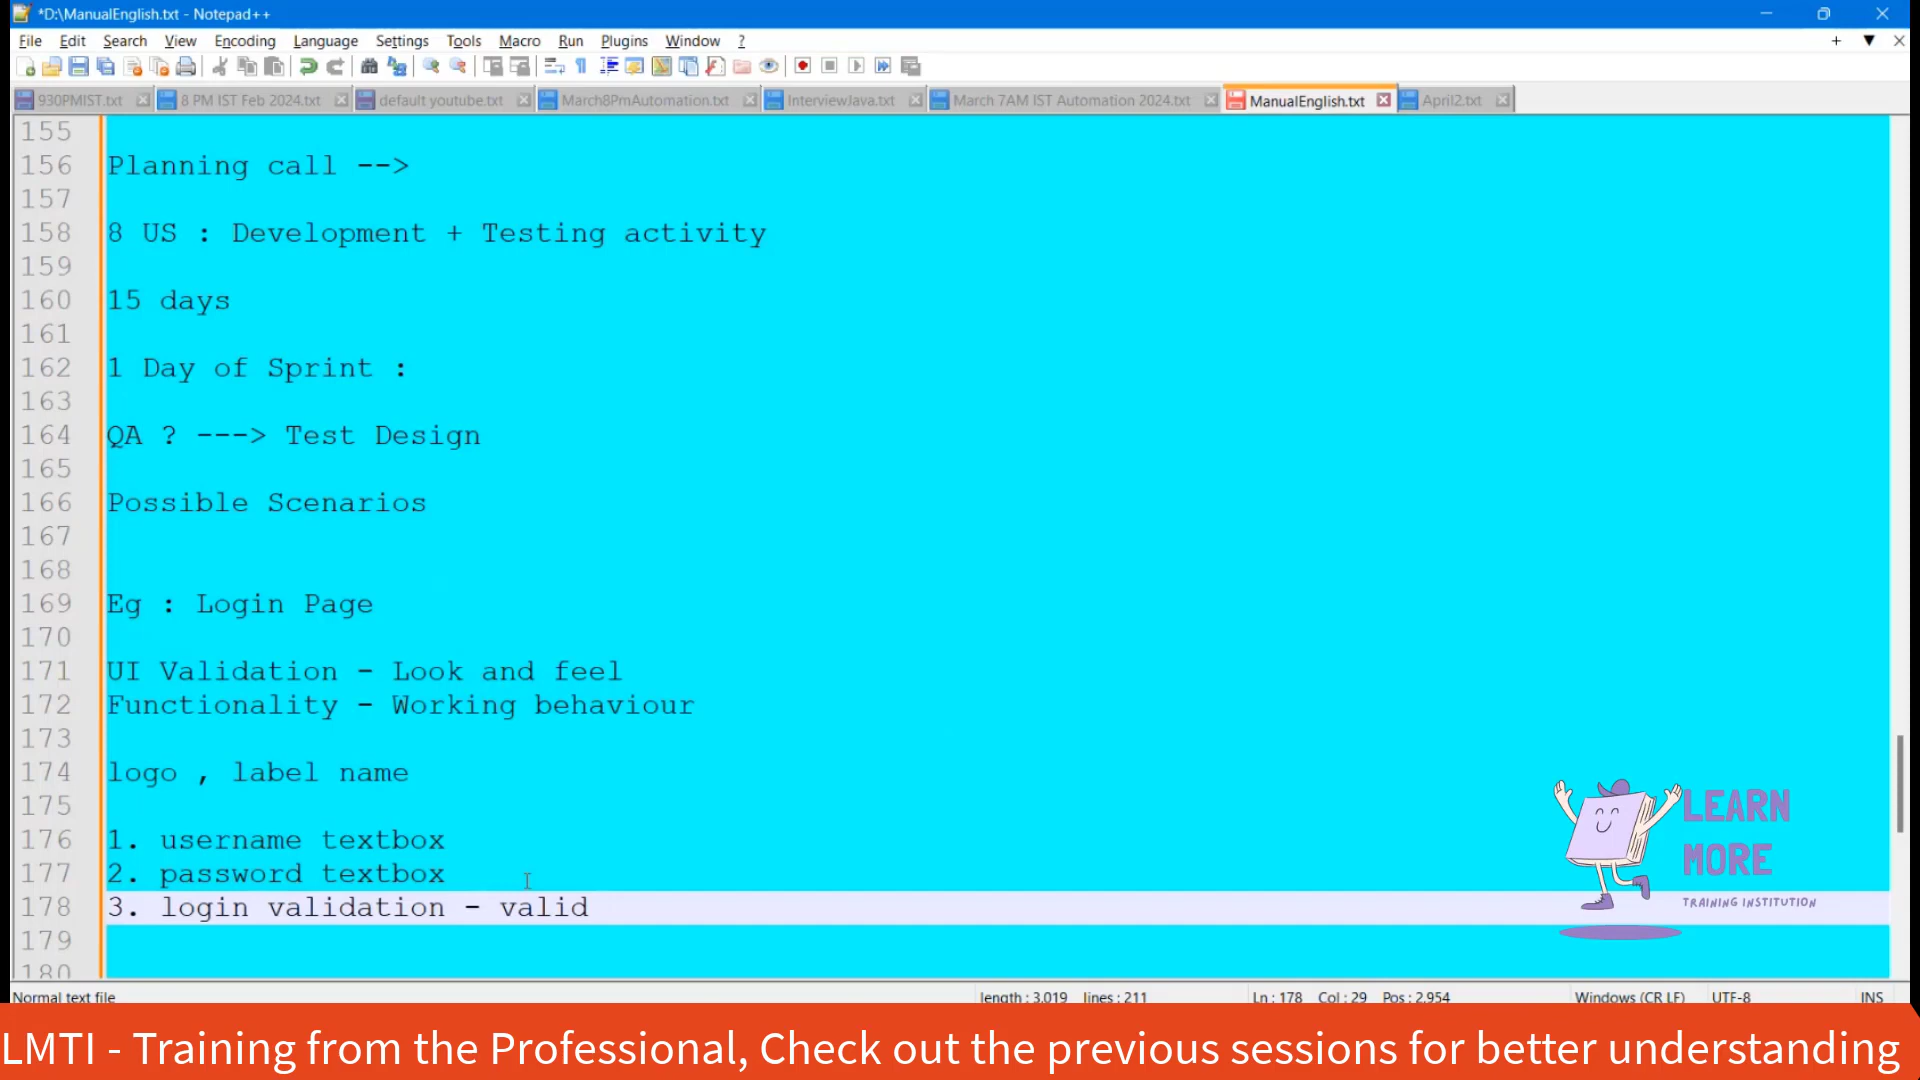 *D:\ManualEnglish.txt - Notepad++
File Edit Search View Encoding Language Settings Tools Macro Run Plugins Window ?
930PMIST.txt 8 PM IST Feb 2024.txt default youtube.txt March8PmAutomation.txt InterviewJava.txt March 7AM IST Automation 2024.txt ManualEnglish.txt April2.txt
155
156 Planning call -->
157
158 8 US : Development + Testing activity
159
160 15 days
161
162 1 Day of Sprint :
163
164 QA ? ---> Test Design
165
166 Possible Scenarios
167
168
169 Eg : Login Page
170
171 UI Validation - Look and feel
172 Functionality - Working behaviour
173
174 logo , label name
175
176 1. username textbox
177 2. password textbox
178 3. login validation - valid
179
180
LEARN
MORE
TRAINING INSTITUTION
Normal text file length : 3,019 lines : 211 Ln : 178 Col : 29 Pos : 2,954 Windows (CR LF) UTF-8 INS
LMTI - Training from the Professional, Check out the previous sessions for better understanding